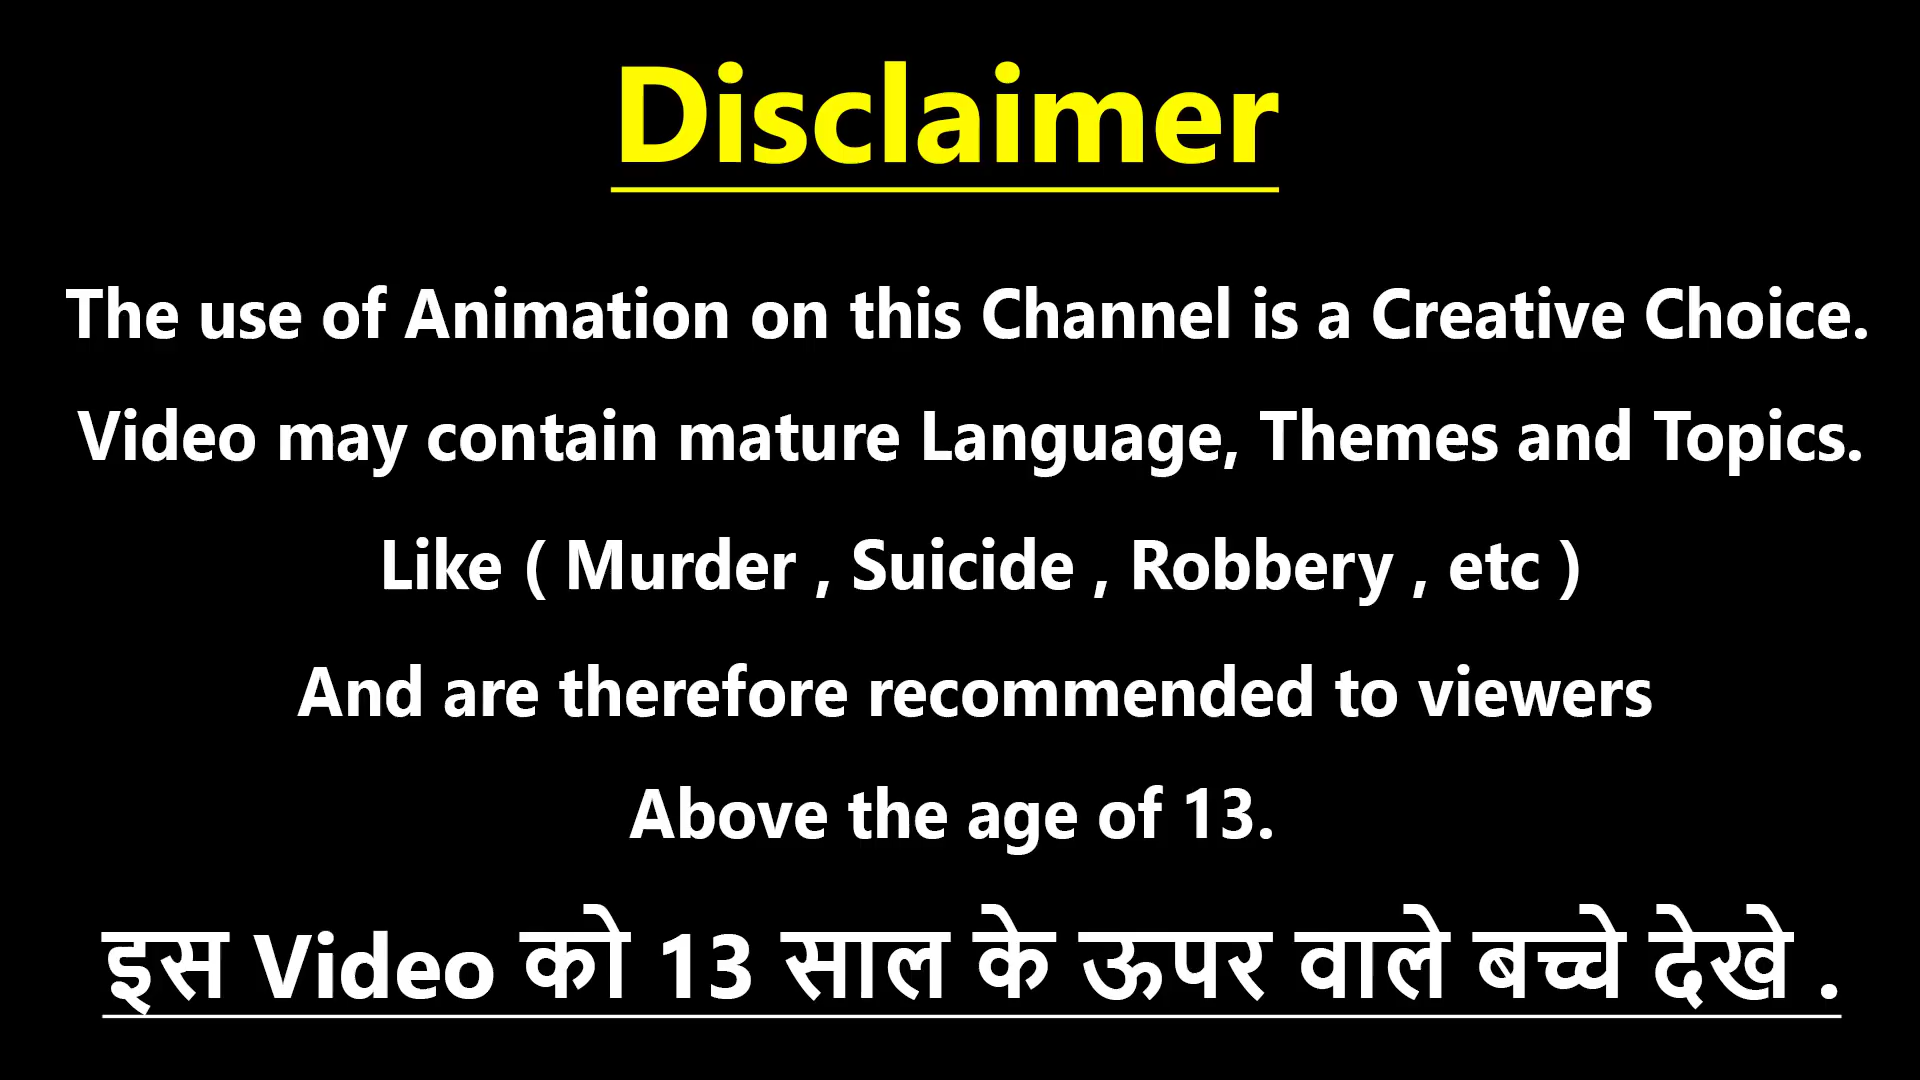 Disclaimer
The use of Animation on this Channel is a Creative Choice.
Video may contain mature Language, Themes and Topics.
Like ( Murder , Suicide , Robbery , etc )
And are therefore recommended to viewers
Above the age of 13.
इस Video को 13 साल के ऊपर वाले बच्चे देखे .